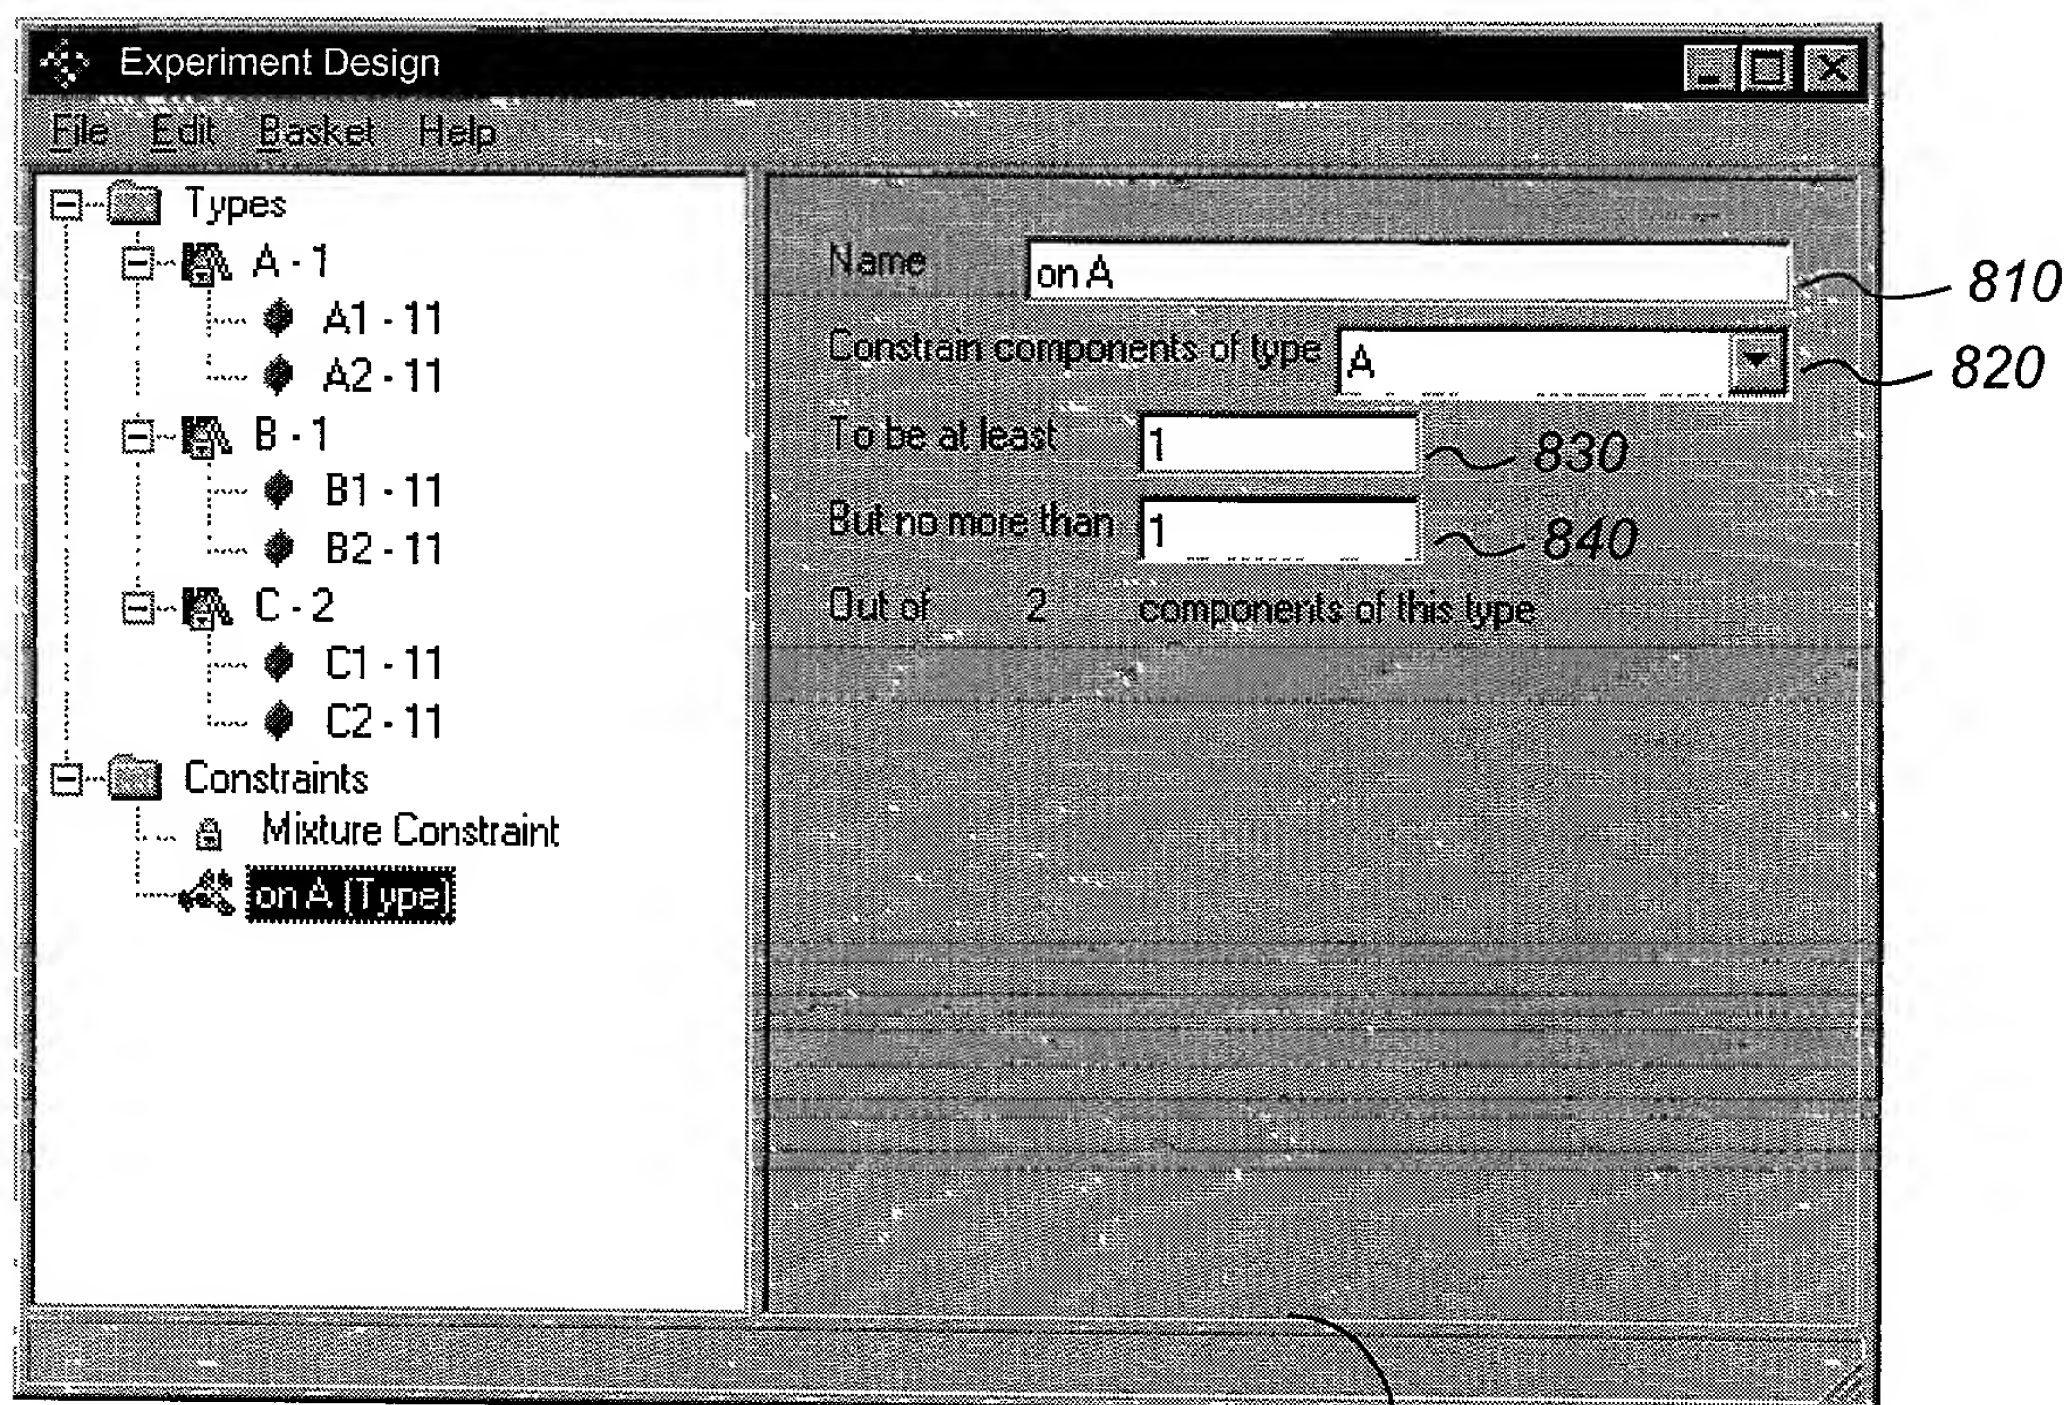 Experiment Design
File Edit Basket Help
Types
A - 1
A1 - 11
A2 - 11
B - 1
B1 - 11
B2 - 11
C - 2
C1 - 11
C2 - 11
Constraints
Mixture Constraint
on A (Type)
Name on A 810
Constrain components of type A 820
To be at least 1 830
But no more than 1 840
Out of 2 components of this type